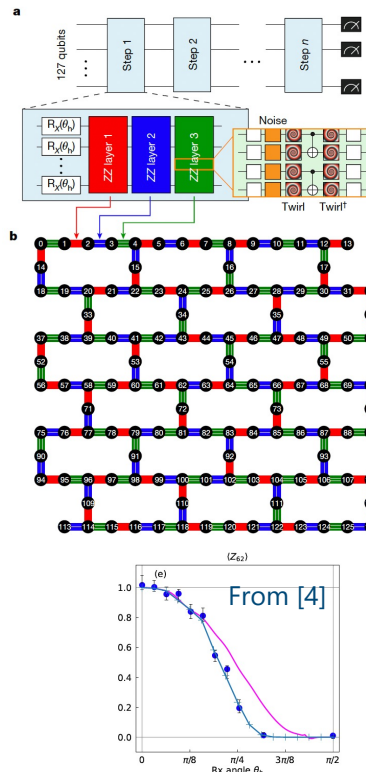 a
127 qubits
Step 1
Step 2
Step n
Noise
R_X(θ_h)
R_X(θ_h)
R_X(θ_h)
ZZ layer 1
ZZ layer 2
ZZ layer 3
Twirl Twirl†
b
0 1 2 3 4 5 6 7 8 9 10 11 12 13
14 15 16 17
18 19 20 21 22 23 24 25 26 27 28 29 30 31
33 34 35
37 38 39 40 41 42 43 44 45 46 47 48 49 50
52 53 54 55
56 57 58 59 60 61 62 63 64 65 66 67 68 69
71 72 73
75 76 77 78 79 80 81 82 83 84 85 86 87 88
90 91 92 93
94 95 96 97 98 99 100 101 102 103 104 105 106 107
109 110 111
113 114 115 116 117 118 119 120 121 122 123 124 125
⟨Z62⟩
(e)
From [4]
1.0
0.8
0.6
0.4
0.2
0.0
0 π/8 π/4 3π/8 π/2
Rx angle θ